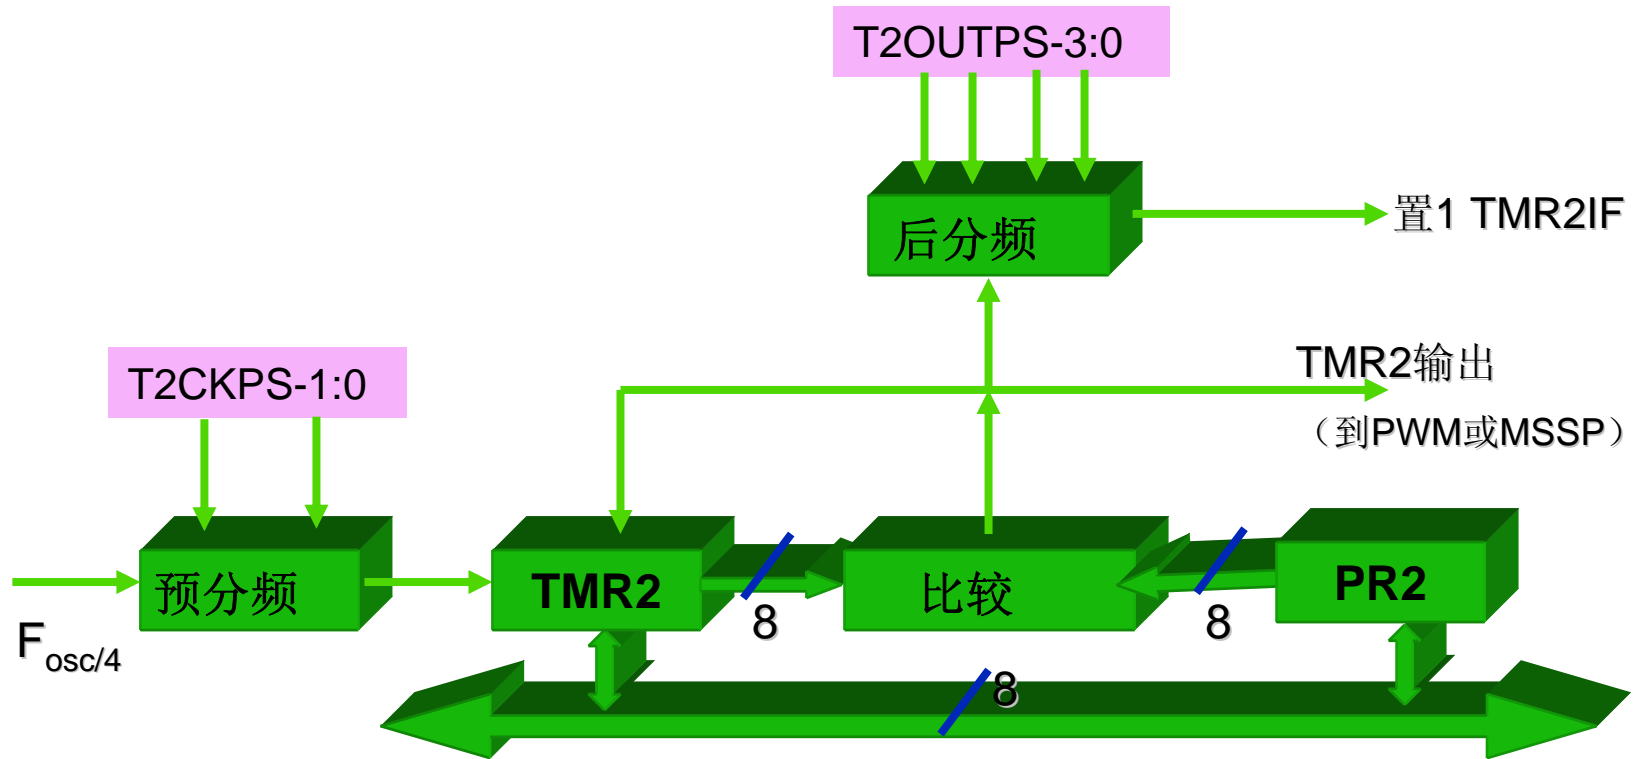 T2OUTPS-3:0
后分频
置1 TMR2IF
T2CKPS-1:0
TMR2输出
（到PWM或MSSP）
预分频
TMR2
8
比较
8
PR2
Fosc/4
8